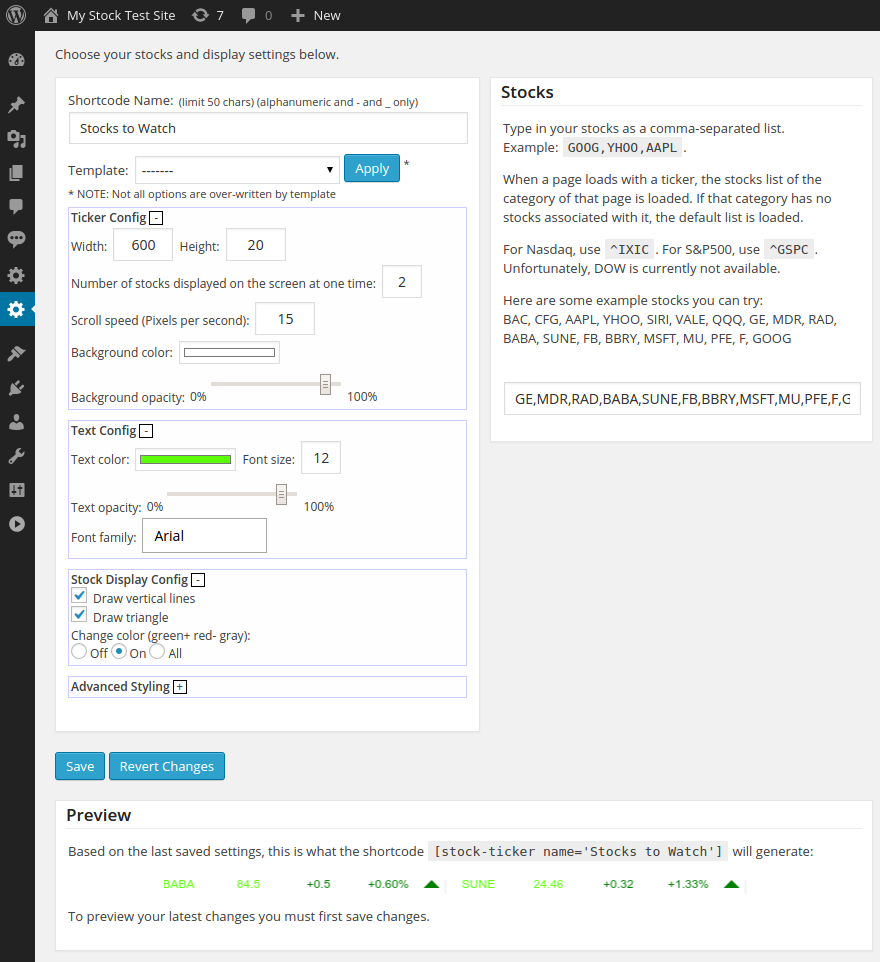 My Stock Test Site 7 0 New
Choose your stocks and display settings below.
Shortcode Name: (limit 50 chars) (alphanumeric and - and _ only)
Stocks to Watch
Template: ------- Apply *
* NOTE: Not all options are over-written by template
Ticker Config -
Width: 600 Height: 20
Number of stocks displayed on the screen at one time: 2
Scroll speed (Pixels per second): 15
Background color:
Background opacity: 0% 100%
Text Config -
Text color: Font size: 12
Text opacity: 0% 100%
Font family: Arial
Stock Display Config -
Draw vertical lines
Draw triangle
Change color (green+ red- gray):
Off On All
Advanced Styling +
Stocks
Type in your stocks as a comma-separated list.
Example: GOOG,YHOO,AAPL.
When a page loads with a ticker, the stocks list of the
category of that page is loaded. If that category has no
stocks associated with it, the default list is loaded.
For Nasdaq, use ^IXIC. For S&P500, use ^GSPC.
Unfortunately, DOW is currently not available.
Here are some example stocks you can try:
BAC, CFG, AAPL, YHOO, SIRI, VALE, QQQ, GE, MDR, RAD,
BABA, SUNE, FB, BBRY, MSFT, MU, PFE, F, GOOG
GE,MDR,RAD,BABA,SUNE,FB,BBRY,MSFT,MU,PFE,F,G
Save Revert Changes
Preview
Based on the last saved settings, this is what the shortcode [stock-ticker name='Stocks to Watch'] will generate:
BABA 84.5 +0.5 +0.60% SUNE 24.46 +0.32 +1.33%
To preview your latest changes you must first save changes.